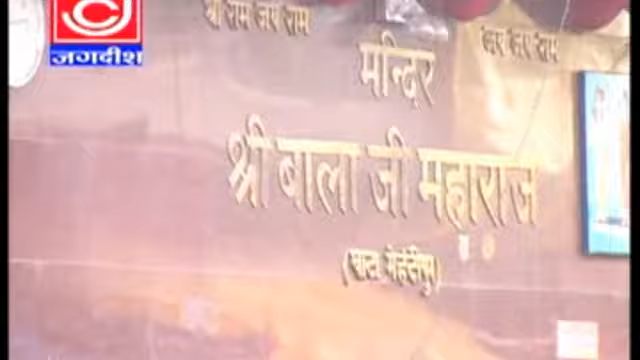 जगदीश
श्री राम जय राम
जय जय राम
मन्दिर
श्री बाला जी महाराज
(घाटा मेहंदीपुर)